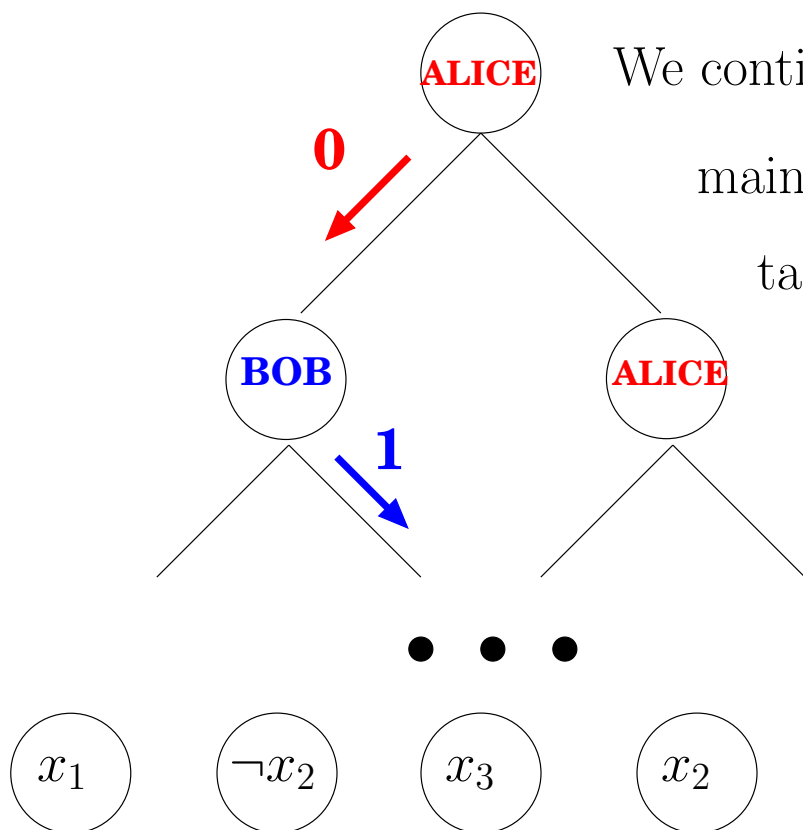 ALICE
We conti
main
0
ta
BOB
ALICE
1
x₁
¬x₂
x₃
x₂